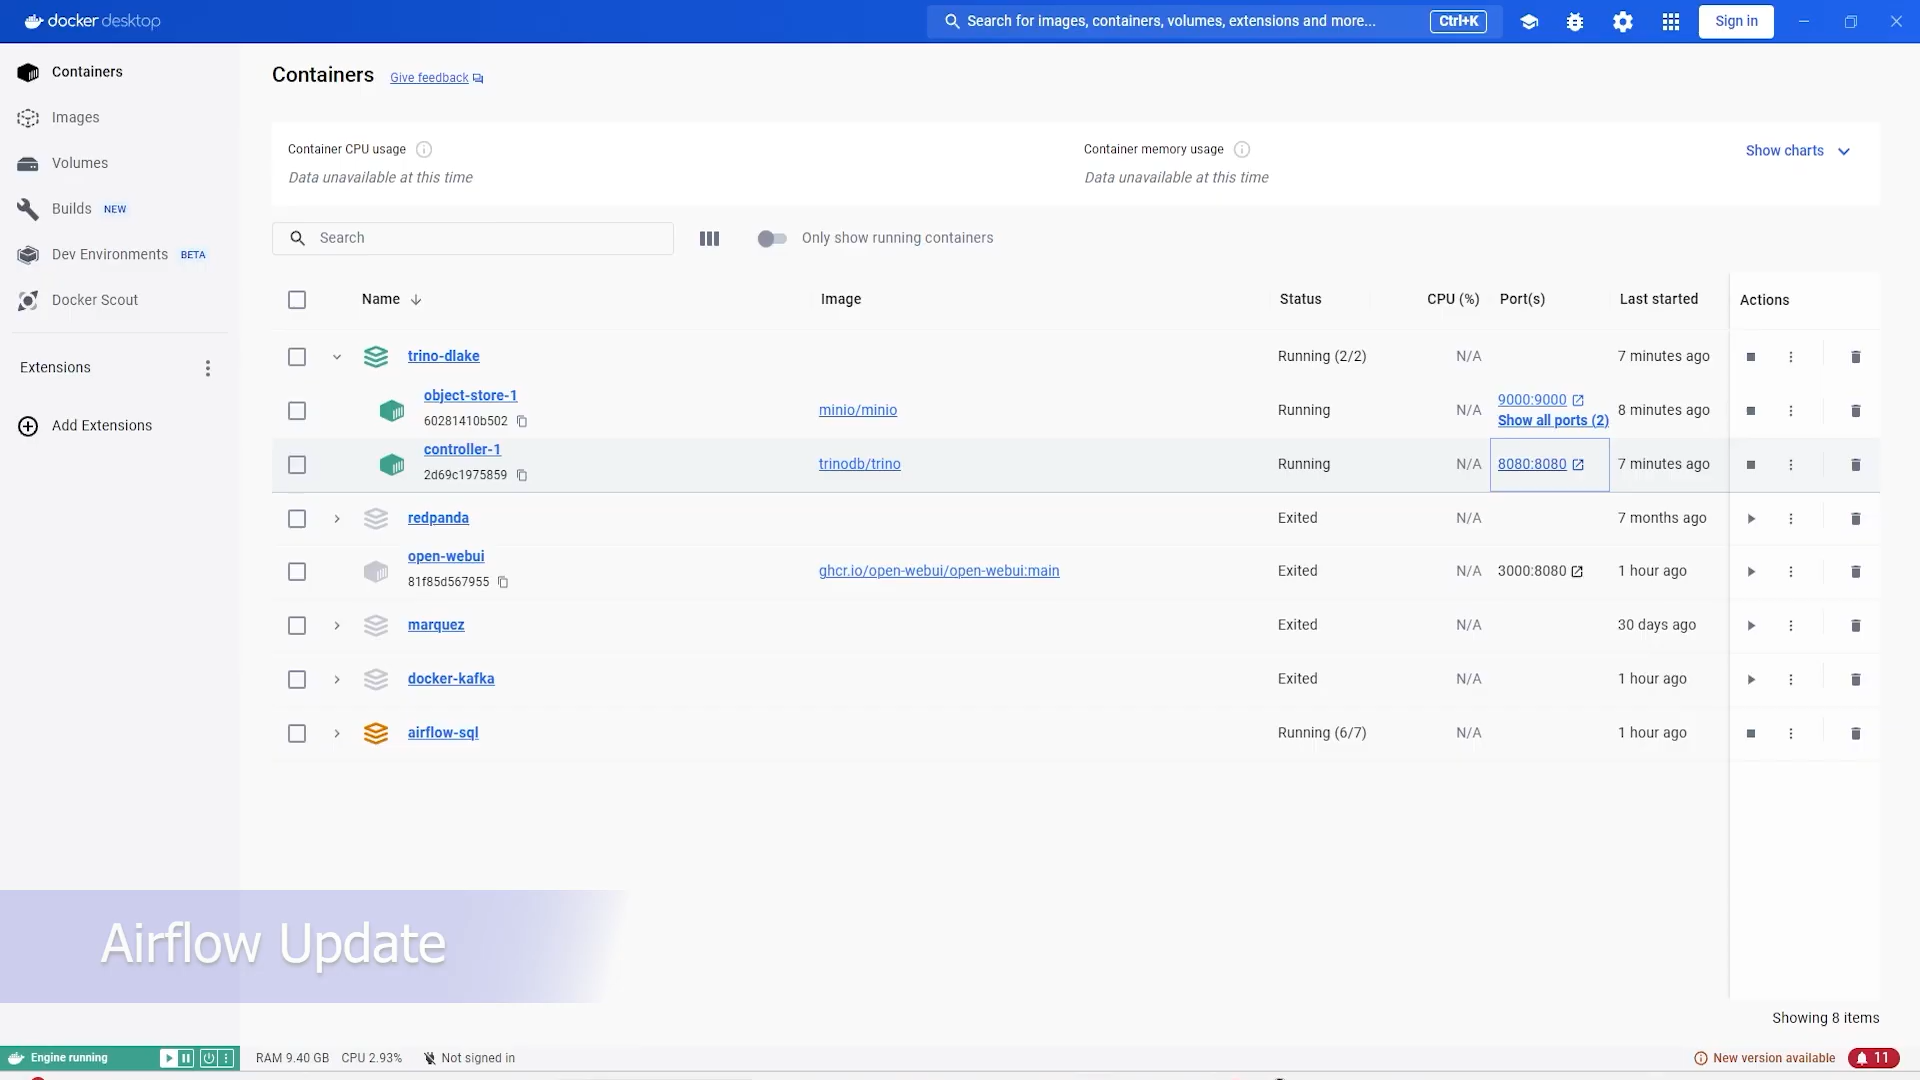 docker desktop
Search for images, containers, volumes, extensions and more...
Ctrl+K
Sign in
Containers
Images
Volumes
Builds NEW
Dev Environments BETA
Docker Scout
Extensions
Add Extensions
Containers Give feedback
Container CPU usage
Data unavailable at this time
Container memory usage
Data unavailable at this time
Show charts
Search
Only show running containers
Name Image Status CPU (%) Port(s) Last started Actions
trino-dlake Running (2/2) N/A 7 minutes ago
object-store-1
60281410b502
minio/minio Running N/A
9000:9000
Show all ports (2)
8 minutes ago
controller-1
2d69c1975859
trinodb/trino Running N/A 8080:8080 7 minutes ago
redpanda Exited N/A 7 months ago
open-webui
81f85d567955
ghcr.io/open-webui/open-webui:main Exited N/A 3000:8080 1 hour ago
marquez Exited N/A 30 days ago
docker-kafka Exited N/A 1 hour ago
airflow-sql Running (6/7) N/A 1 hour ago
Airflow Update
Showing 8 items
Engine running
RAM 9.40 GB CPU 2.93% Not signed in
New version available
11